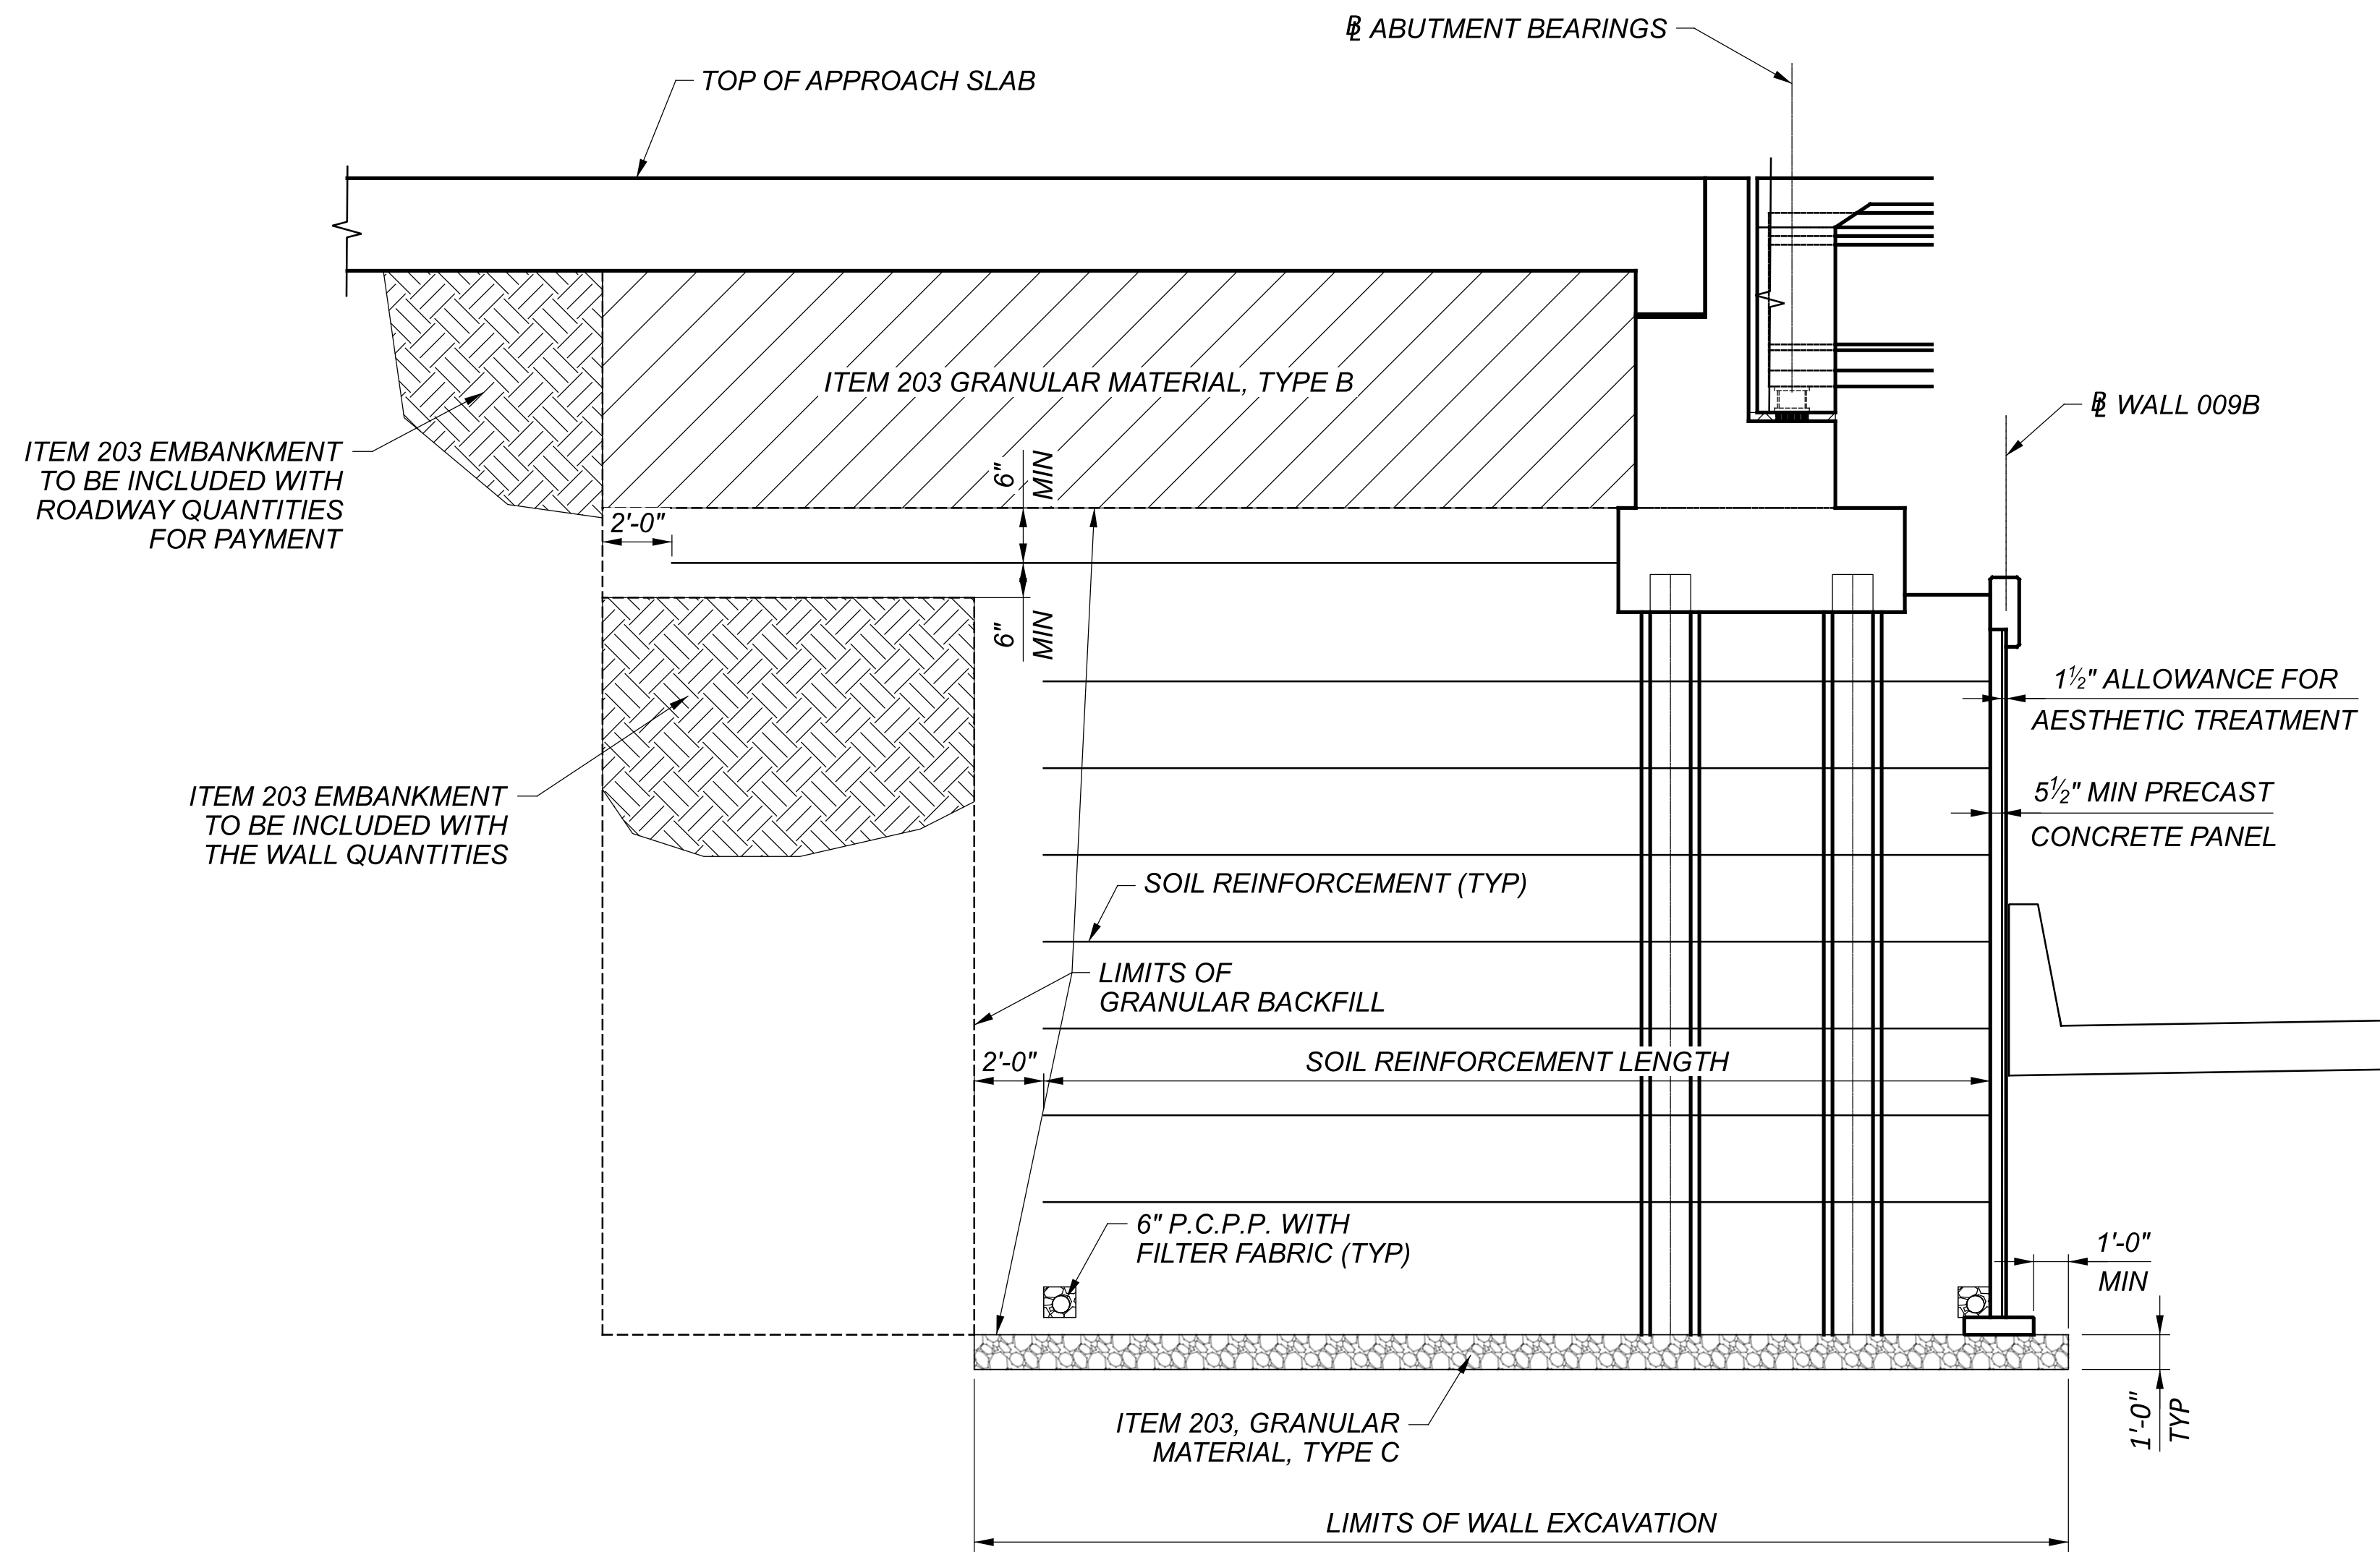 ℄ ABUTMENT BEARINGS
TOP OF APPROACH SLAB
ITEM 203 GRANULAR MATERIAL, TYPE B
℄ WALL 009B
ITEM 203 EMBANKMENT
TO BE INCLUDED WITH
ROADWAY QUANTITIES
FOR PAYMENT
6" MIN
2'-0"
6" MIN
1½" ALLOWANCE FOR
AESTHETIC TREATMENT
5½" MIN PRECAST
CONCRETE PANEL
ITEM 203 EMBANKMENT
TO BE INCLUDED WITH
THE WALL QUANTITIES
SOIL REINFORCEMENT (TYP)
LIMITS OF
GRANULAR BACKFILL
2'-0"
SOIL REINFORCEMENT LENGTH
6" P.C.P.P. WITH
FILTER FABRIC (TYP)
1'-0"
MIN
1'-0"
TYP
ITEM 203, GRANULAR
MATERIAL, TYPE C
LIMITS OF WALL EXCAVATION